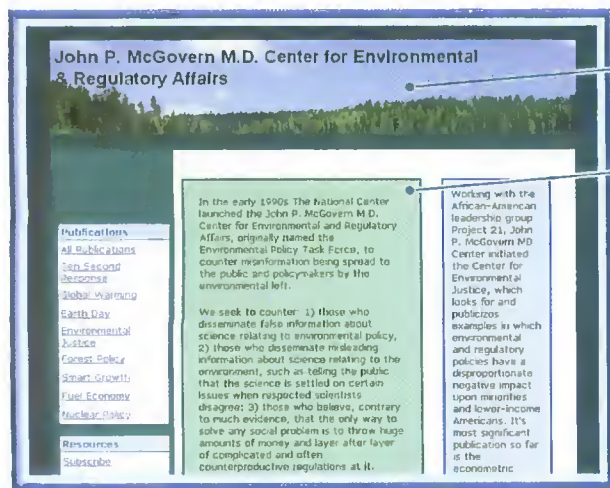 John P. McGovern M.D. Center for Environmental
& Regulatory Affairs
Publications
All Publications
Ten Second
Response
Global Warming
Earth Day
Environmental
Justice
Forest Policy
Smart Growth
Fuel Economy
Nuclear Policy
Resources
Subscribe
In the early 1990s The National Center
launched the John P. McGovern M.D.
Center for Environmental and Regulatory
Affairs, originally named the
Environmental Policy Task Force, to
counter misinformation being spread to
the public and policymakers by the
environmental left.
We seek to counter: 1) those who
disseminate false information about
science relating to environmental policy,
2) those who disseminate misleading
information about science relating to the
environment, such as telling the public
that the science is settled on certain
issues when respected scientists
disagree; 3) those who believe, contrary
to much evidence, that the only way to
solve any social problem is to throw huge
amounts of money and layer after layer
of complicated and often
counterproductive regulations at it.
Working with the
African-American
leadership group
Project 21, John
P. McGovern MD
Center initiated
the Center for
Environmental
Justice, which
looks for and
publicizes
examples in which
environmental
and regulatory
policies have a
disproportionate
negative impact
upon minorities
and lower-income
Americans. It's
most significant
publication so far
is the
econometric